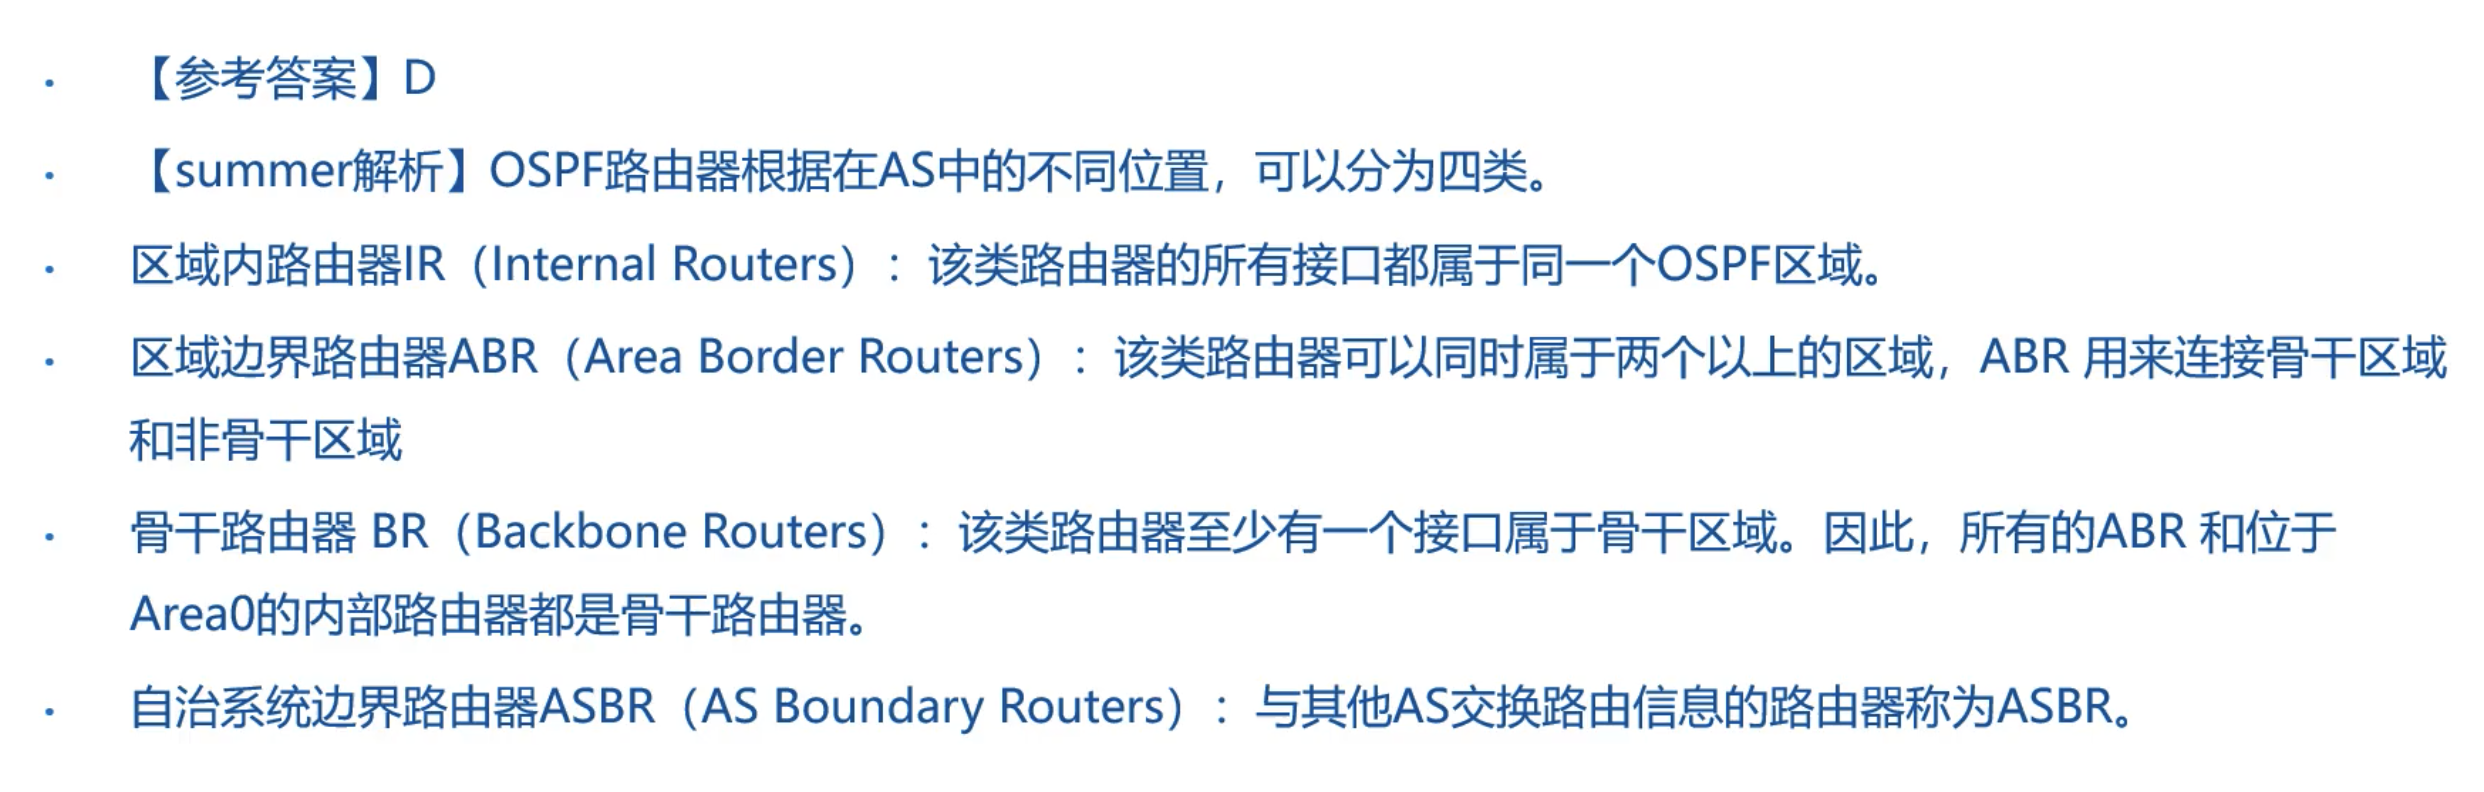 · 【参考答案】D
· 【summer解析】OSPF路由器根据在AS中的不同位置，可以分为四类。
· 区域内路由器IR（Internal Routers）：该类路由器的所有接口都属于同一个OSPF区域。
· 区域边界路由器ABR（Area Border Routers）：该类路由器可以同时属于两个以上的区域，ABR 用来连接骨干区域
和非骨干区域
· 骨干路由器 BR（Backbone Routers）：该类路由器至少有一个接口属于骨干区域。因此，所有的ABR 和位于
Area0的内部路由器都是骨干路由器。
· 自治系统边界路由器ASBR（AS Boundary Routers）：与其他AS交换路由信息的路由器称为ASBR。